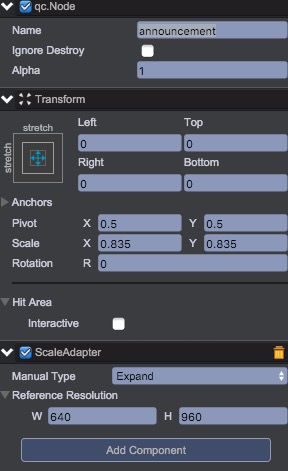 qc.Node
Name announcement
Ignore Destroy
Alpha 1
Transform
stretch
stretch
Left Top
0 0
Right Bottom
0 0
Anchors
Pivot X 0.5 Y 0.5
Scale X 0.835 Y 0.835
Rotation R 0
Hit Area
Interactive
ScaleAdapter
Manual Type Expand
Reference Resolution
W 640 H 960
Add Component